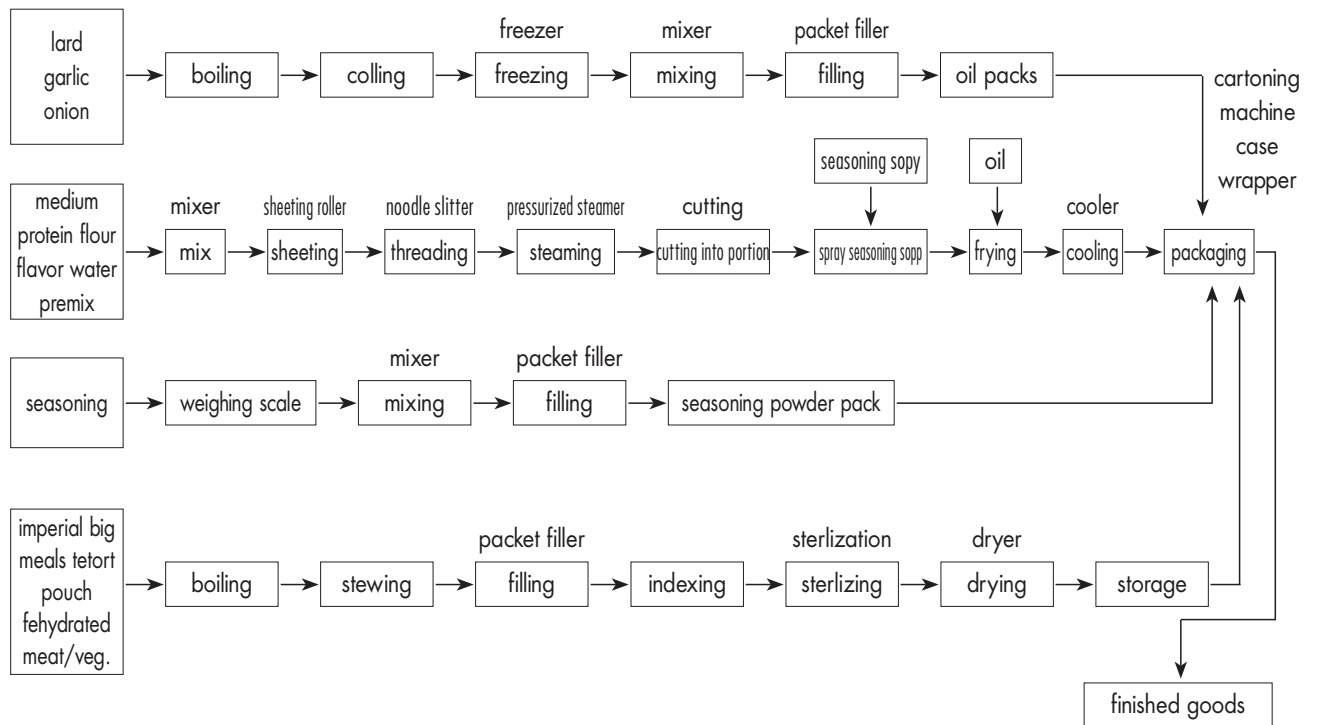 lard
garlic
onion
boiling
colling
freezer
freezing
mixer
mixing
packet filler
filling
oil packs
cartoning
machine
case
wrapper
medium
protein flour
flavor water
premix
mixer
mix
sheeting roller
sheeting
noodle slitter
threading
pressurized steamer
steaming
cutting
cutting into portion
seasoning sopy
spray seasoning sopp
oil
frying
cooler
cooling
packaging
seasoning
weighing scale
mixer
mixing
packet filler
filling
seasoning powder pack
imperial big
meals tetort
pouch
fehydrated
meat/veg.
boiling
stewing
packet filler
filling
indexing
sterlization
sterlizing
dryer
drying
storage
finished goods